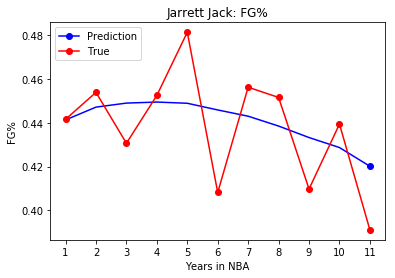 Jarrett Jack: FG%
Prediction
True
FG%
0.48
0.46
0.44
0.42
0.40
1 2 3 4 5 6 7 8 9 10 11
Years in NBA